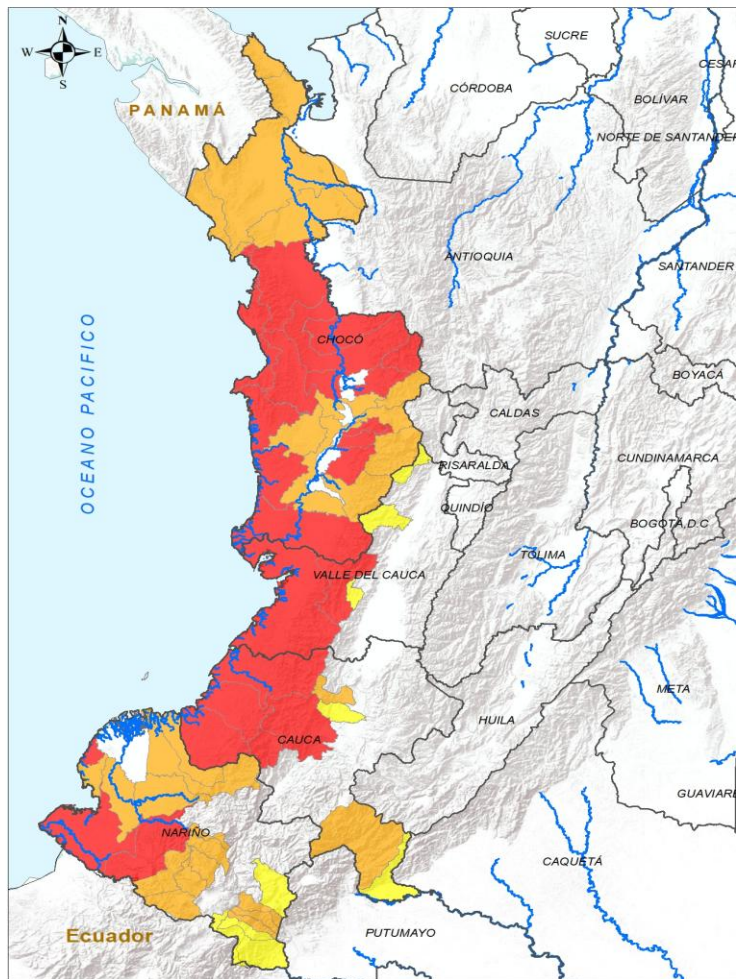 N
W E
S
PANAMÁ
SUCRE
CESAR
CÓRDOBA
BOLÍVAR
NORTE DE SANTANDER
ANTIOQUIA
SANTANDER
OCEANO PACIFICO
CHOCÓ
BOYACÁ
CALDAS
CUNDINAMARCA
RISARALDA
QUINDÍO
BOGOTÁ, D.C
TOLIMA
VALLE DEL CAUCA
META
HUILA
CAUCA
GUAVIARE
NARIÑO
CAQUETÁ
Ecuador
PUTUMAYO